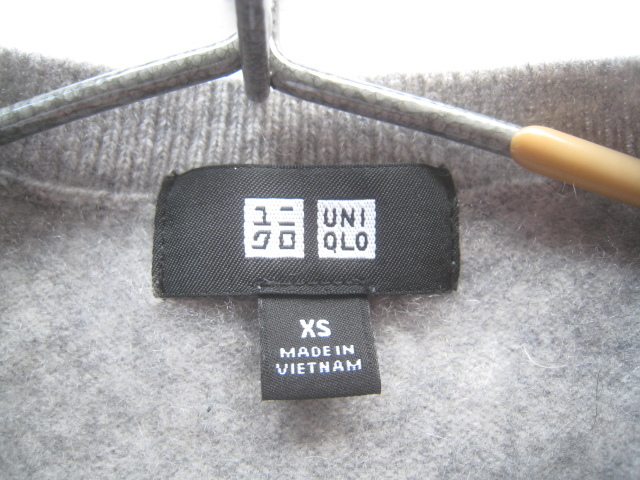 ユニ UNI
クロ QLO
XS
MADE IN
VIETNAM